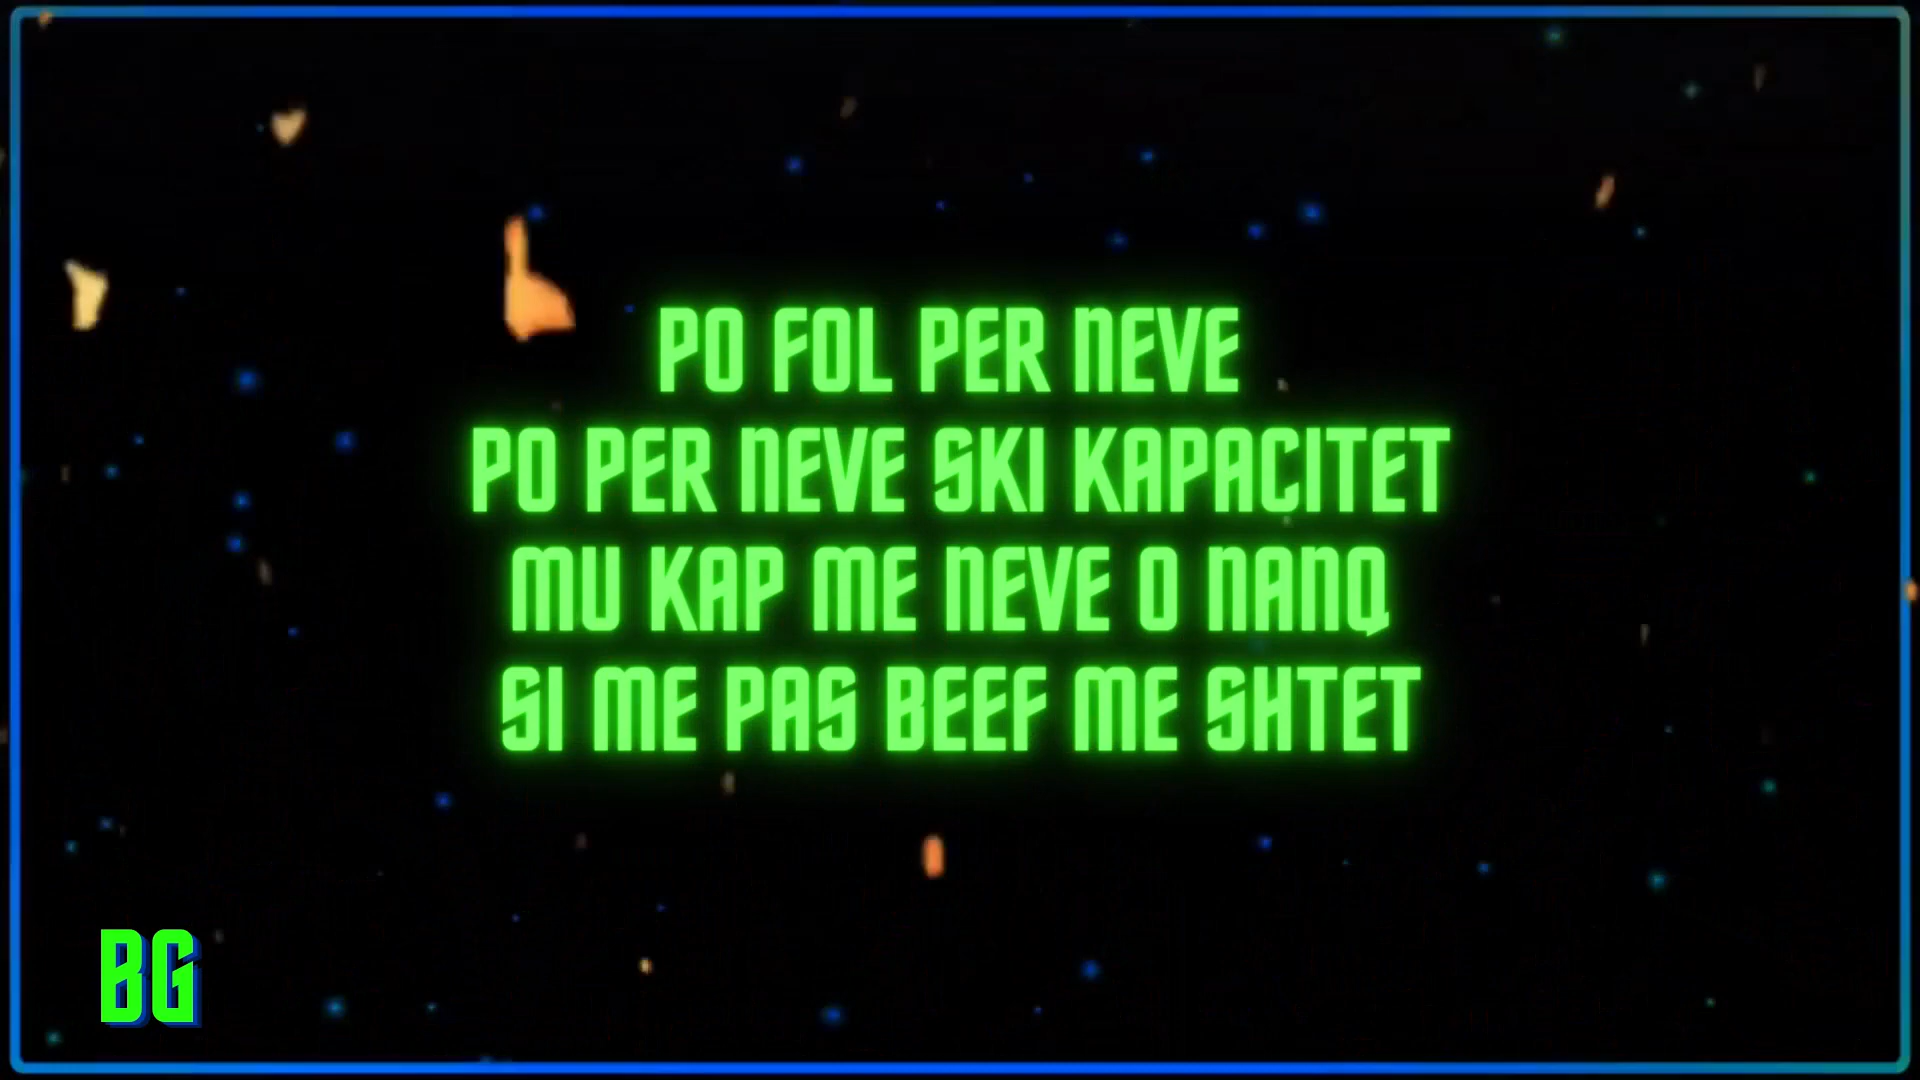 PO FOL PER NEVE
PO PER NEVE SKI KAPACITET
MU KAP ME NEVE O NANQ
SI ME PAS BEEF ME SHTET
BG